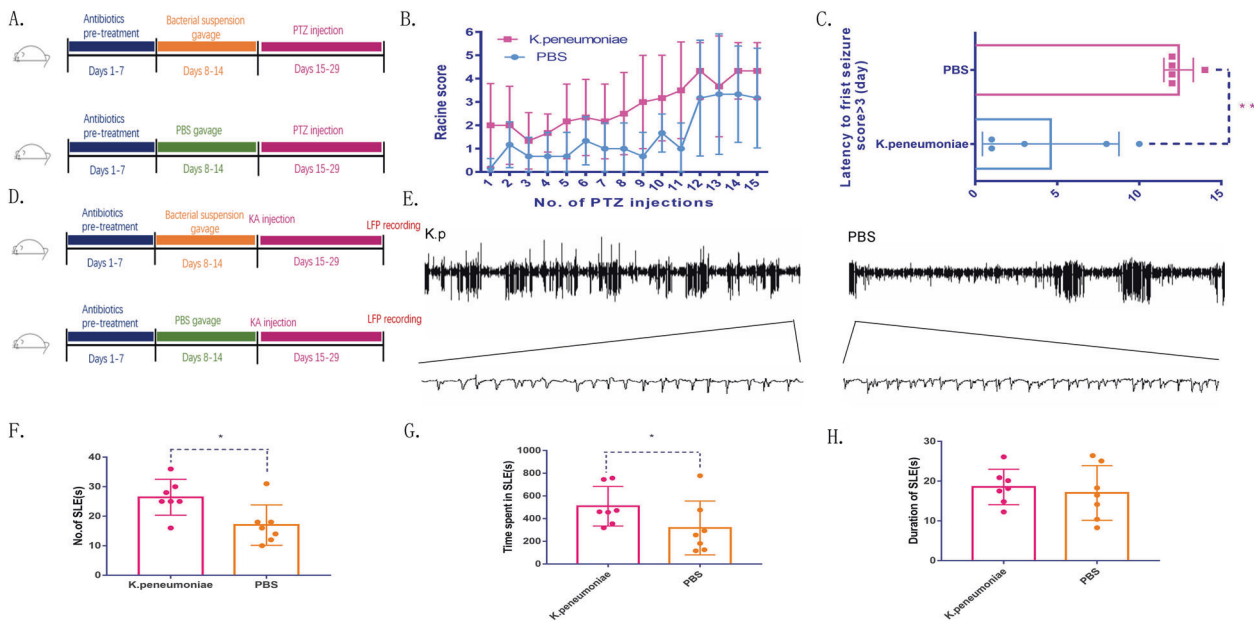 A.
Antibiotics
pre-treatment
Bacterial suspension
gavage
PTZ injection
Days 1-7
Days 8-14
Days 15-29
Antibiotics
pre-treatment
PBS gavage
PTZ injection
Days 1-7
Days 8-14
Days 15-29
B.
K.peneumoniae
PBS
Racine score
6
5
4
3
2
1
0
1
2
3
4
5
6
7
8
9
10
11
12
13
14
15
No. of PTZ injections
C.
Latency to frist seizure
score>3 (day)
PBS
K.peneumoniae
**
0
5
10
15
D.
Antibiotics
pre-treatment
Bacterial suspension
gavage
KA injection
LFP recording
Days 1-7
Days 8-14
Days 15-29
Antibiotics
pre-treatment
PBS gavage
KA injection
LFP recording
Days 1-7
Days 8-14
Days 15-29
E.
K.p
PBS
F.
No.of SLE(s)
40
30
20
10
0
*
K.peneumoniae
PBS
G.
Time spent in SLE(s)
1000
800
600
400
200
0
*
K.peneumoniae
PBS
H.
Duration of SLE(s)
30
20
10
0
K.peneumoniae
PBS